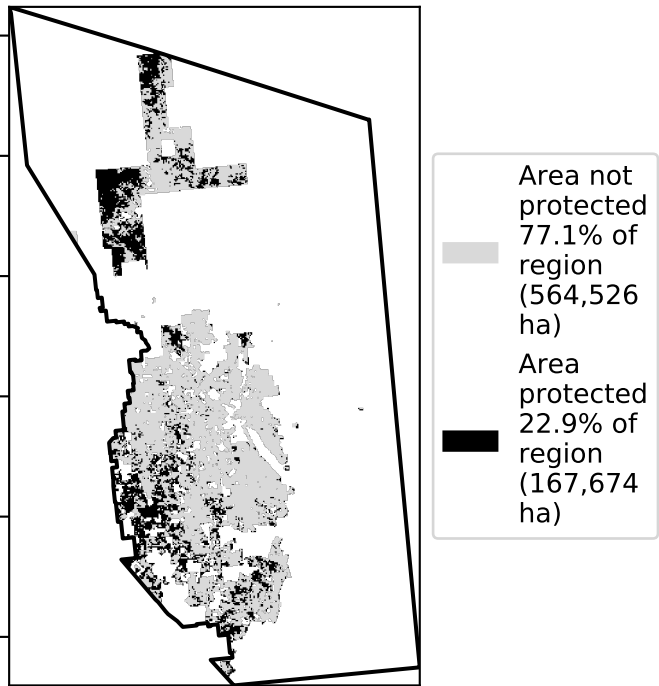 Area not
protected
77.1% of
region
(564,526
ha)
Area
protected
22.9% of
region
(167,674
ha)